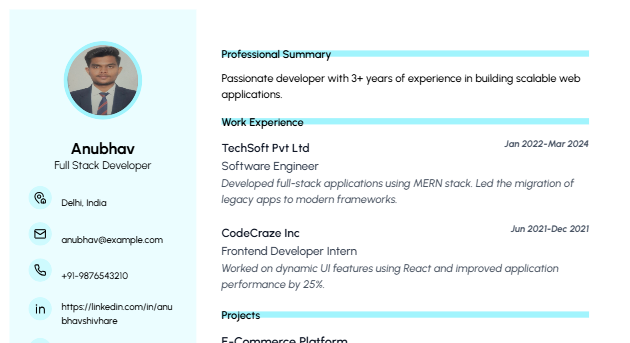 Anubhav
Full Stack Developer
Delhi, India
anubhav@example.com
+91-9876543210
https://linkedin.com/in/anu
bhavshivhare
Professional Summary
Passionate developer with 3+ years of experience in building scalable web
applications.
Work Experience
TechSoft Pvt Ltd
Jan 2022-Mar 2024
Software Engineer
Developed full-stack applications using MERN stack. Led the migration of
legacy apps to modern frameworks.
CodeCraze Inc
Jun 2021-Dec 2021
Frontend Developer Intern
Worked on dynamic UI features using React and improved application
performance by 25%.
Projects
E-Commerce Platform